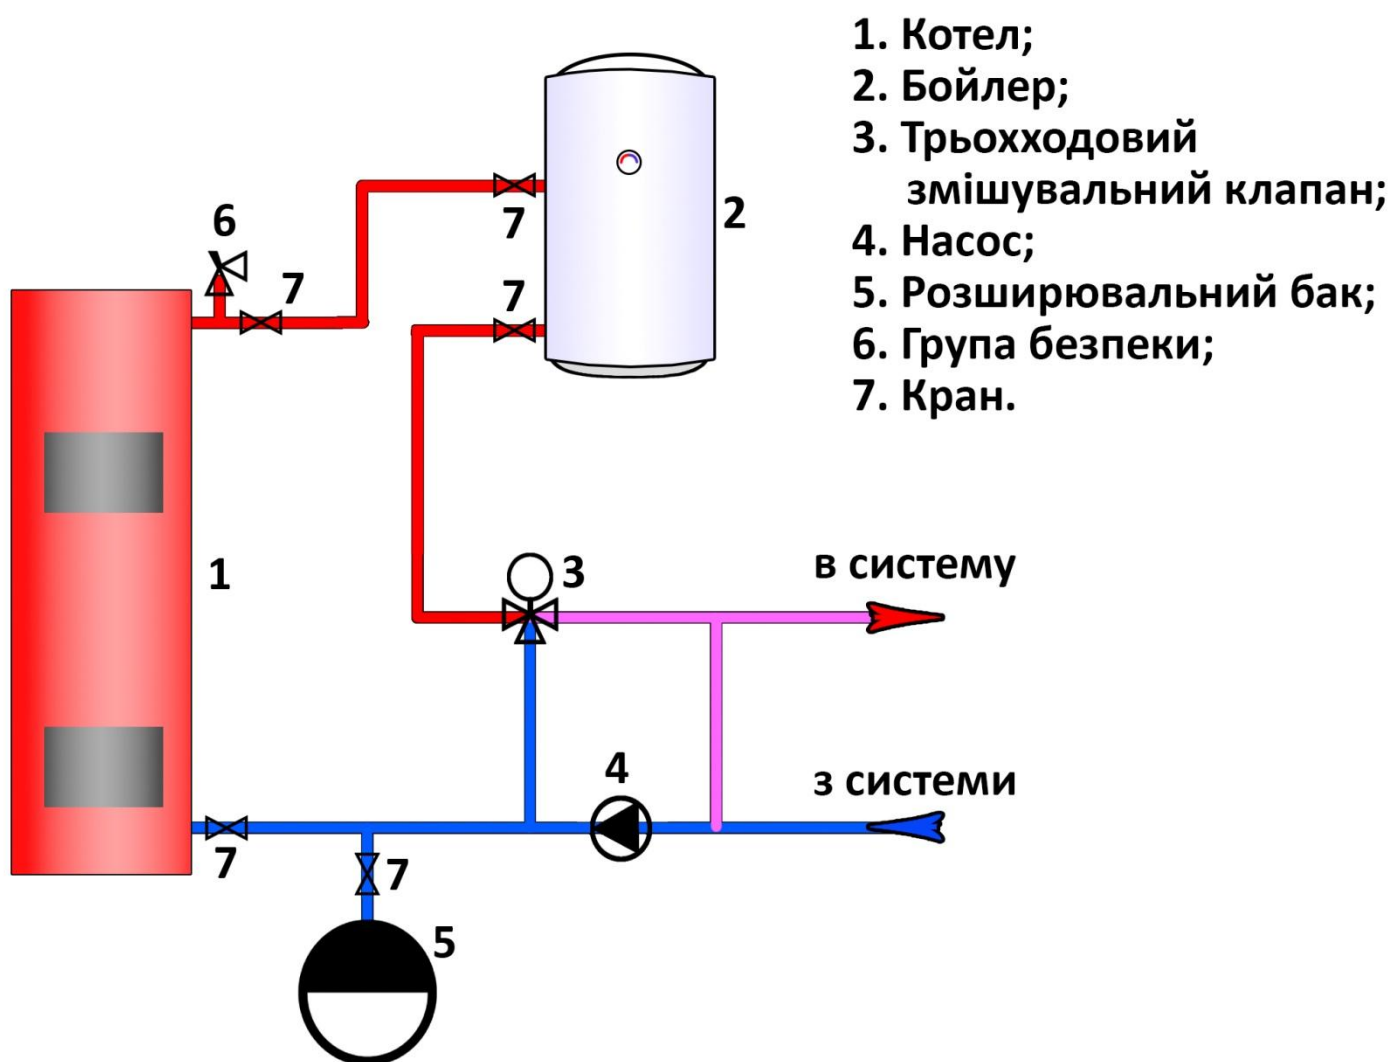 1. Котел;
2. Бойлер;
3. Трьохходовий
змішувальний клапан;
4. Насос;
5. Розширювальний бак;
6. Група безпеки;
7. Кран.
6
7
7
2
7
1
3
в систему
4
з системи
7
7
5